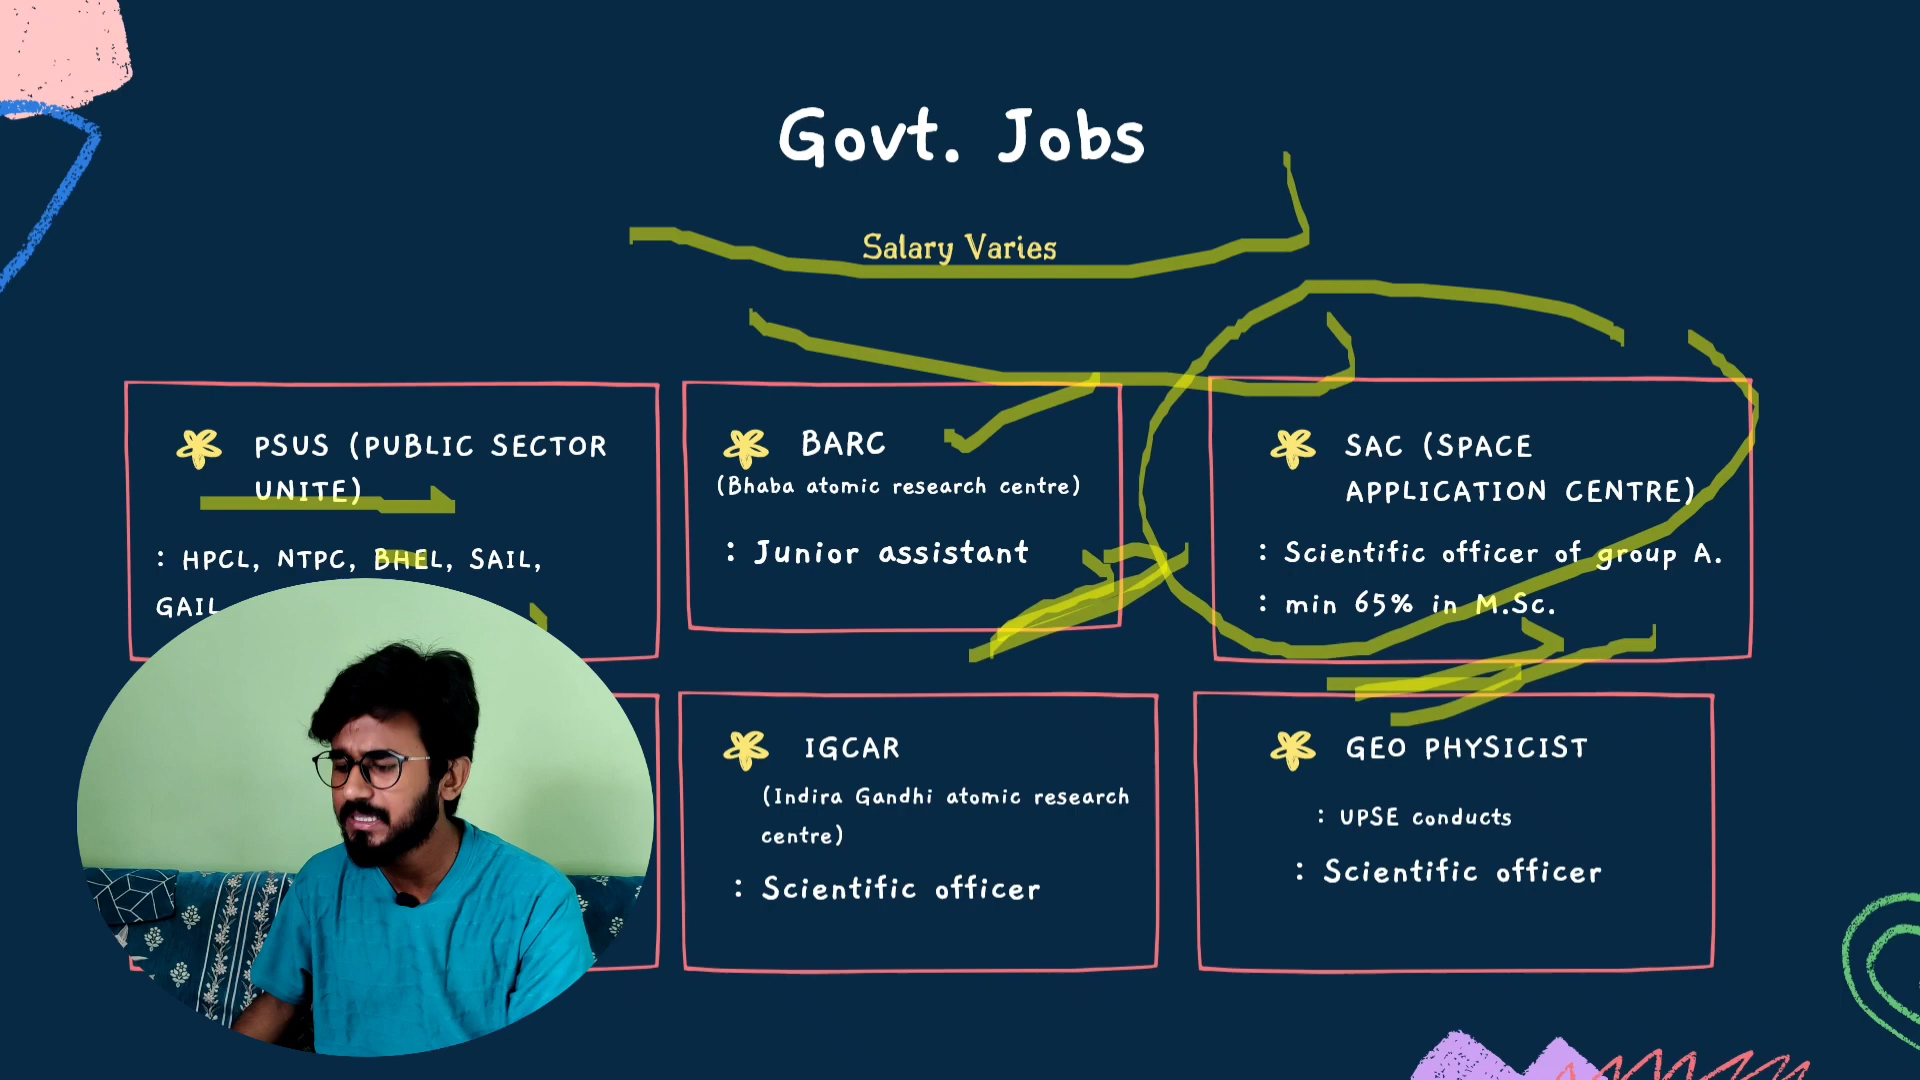 Govt. Jobs
Salary Varies
PSUS (PUBLIC SECTOR
UNITE)
: HPCL, NTPC, BHEL, SAIL,
GAIL
BARC
(Bhaba atomic research centre)
: Junior assistant
SAC (SPACE
APPLICATION CENTRE)
: Scientific officer of group A.
: min 65% in M.Sc.
IGCAR
(Indira Gandhi atomic research
centre)
: Scientific officer
GEO PHYSICIST
: UPSE conducts
: Scientific officer